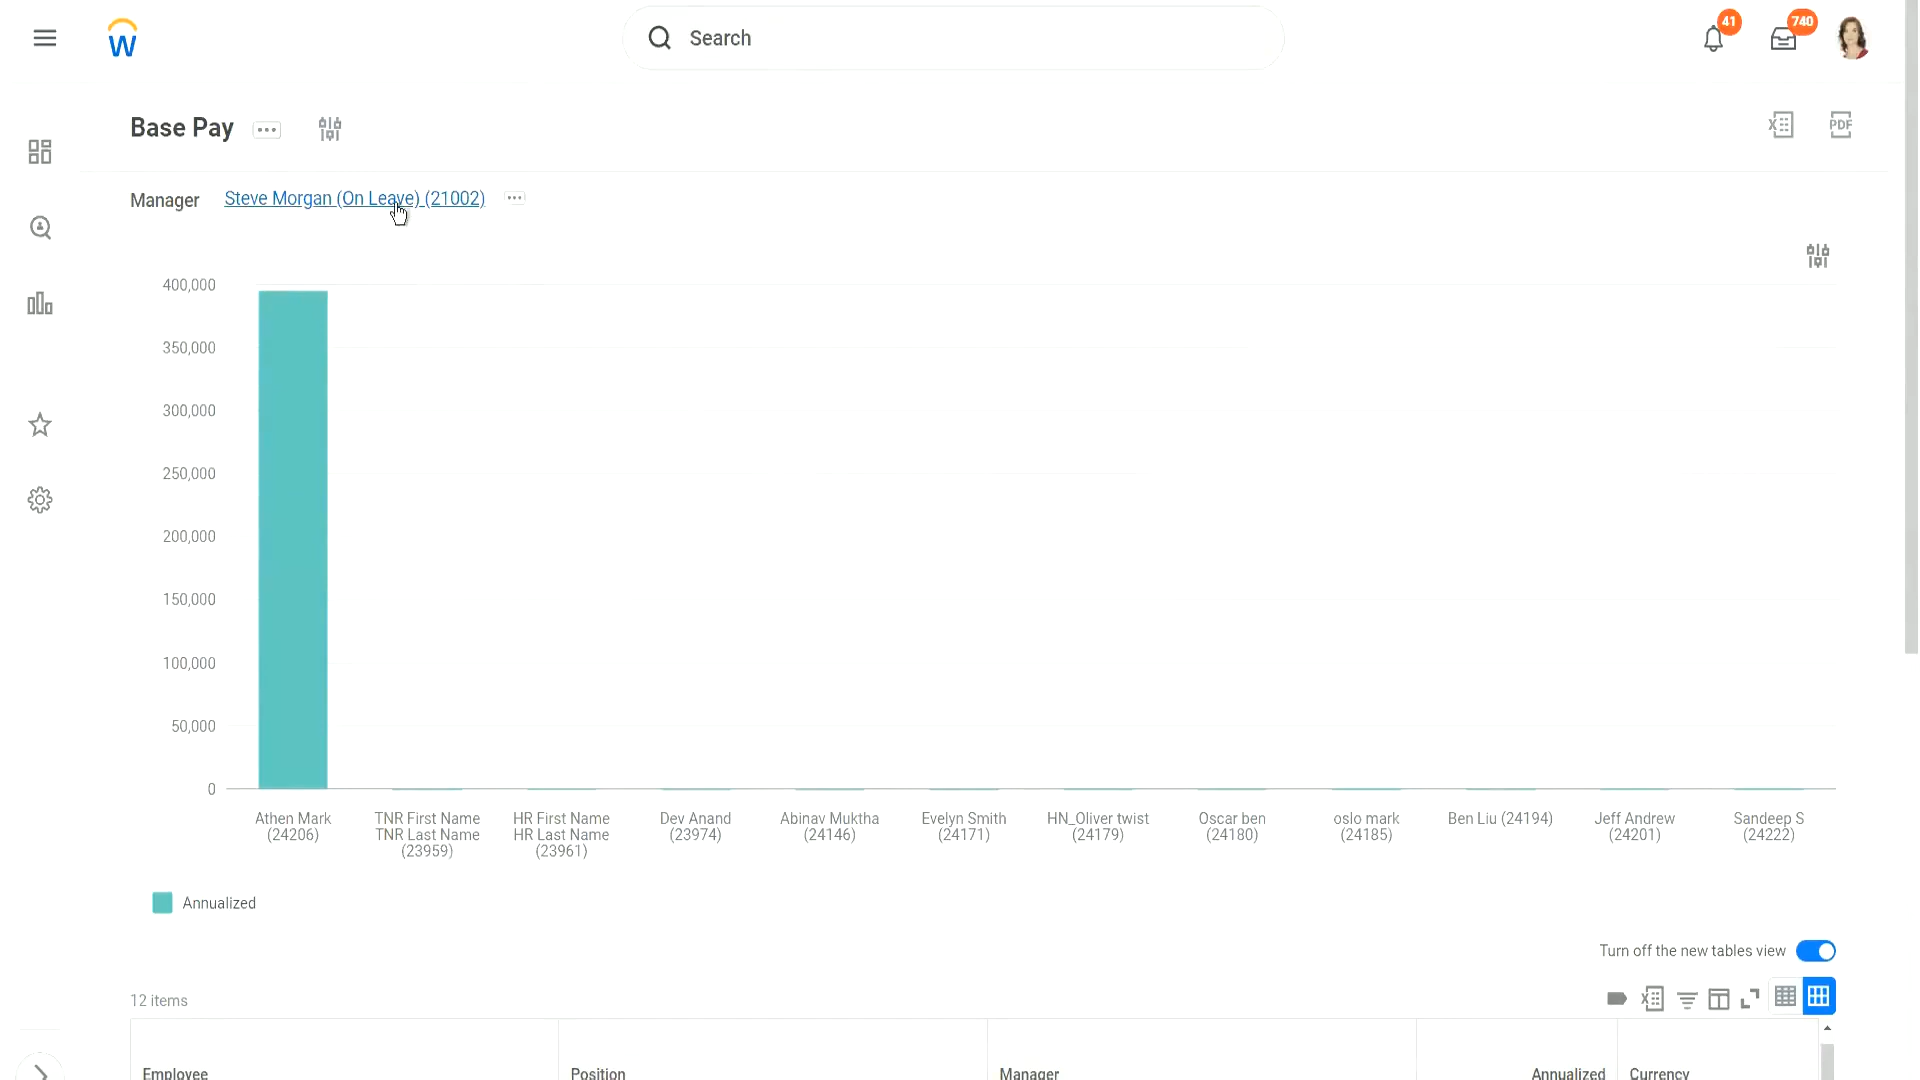 W
Search
41
740
Base Pay
X
PDF
Manager Steve Morgan (On Leave) (21002)
400,000
350,000
300,000
250,000
200,000
150,000
100,000
50,000
0
Athen Mark (24206)
TNR First Name TNR Last Name (23959)
HR First Name HR Last Name (23961)
Dev Anand (23974)
Abinav Muktha (24146)
Evelyn Smith (24171)
HN_Oliver twist (24179)
Oscar ben (24180)
oslo mark (24185)
Ben Liu (24194)
Jeff Andrew (24201)
Sandeep S (24222)
Annualized
Turn off the new tables view
12 items
X
Employee Position Manager Annualized Currency